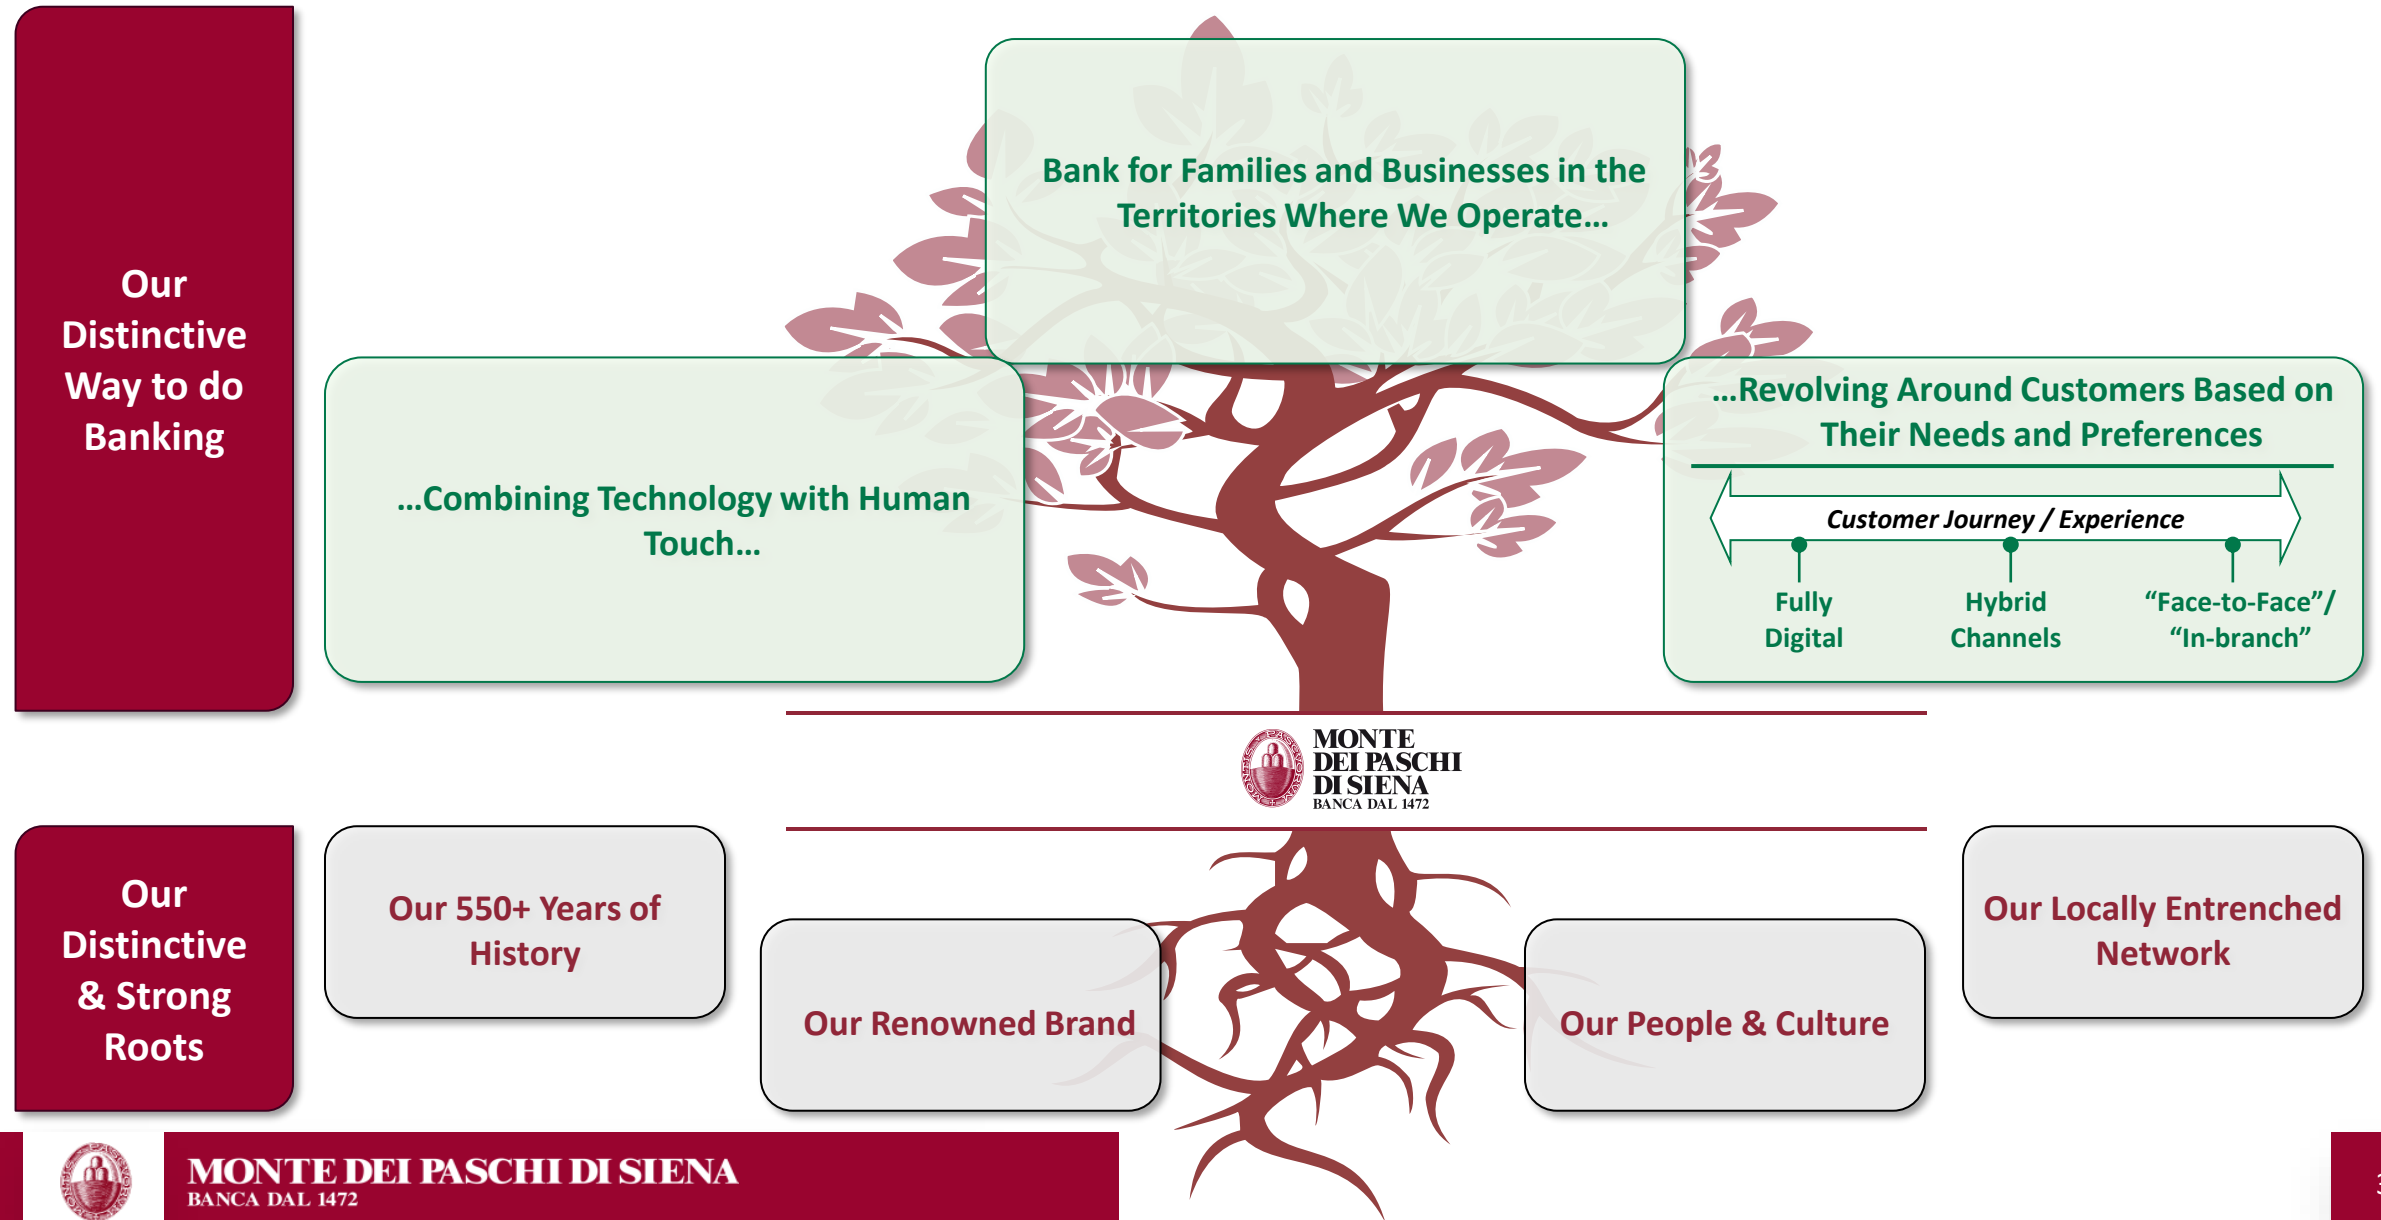 Our
Distinctive
Way to do
Banking
Bank for Families and Businesses in the
Territories Where We Operate…
…Combining Technology with Human
Touch…
…Revolving Around Customers Based on
Their Needs and Preferences
Customer Journey / Experience
Fully
Digital
Hybrid
Channels
“Face-to-Face”/
“In-branch”
MONTE
DEI PASCHI
DI SIENA
BANCA DAL 1472
Our
Distinctive
& Strong
Roots
Our 550+ Years of
History
Our Renowned Brand
Our People & Culture
Our Locally Entrenched
Network
MONTE DEI PASCHI DI SIENA
BANCA DAL 1472